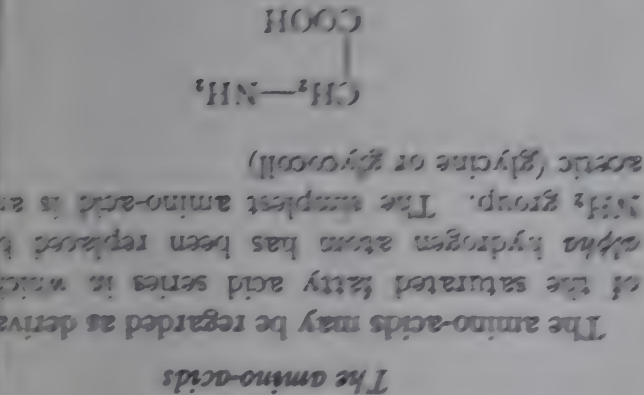 The amino-acids
The amino-acids may be regarded as deriva
of the saturated fatty acid series in which
alpha hydrogen atom has been replaced b
NH₂ group. The simplest amino-acid is an
acetic (glycine or glycocoll)
CH₂—NH₂
|
COOH